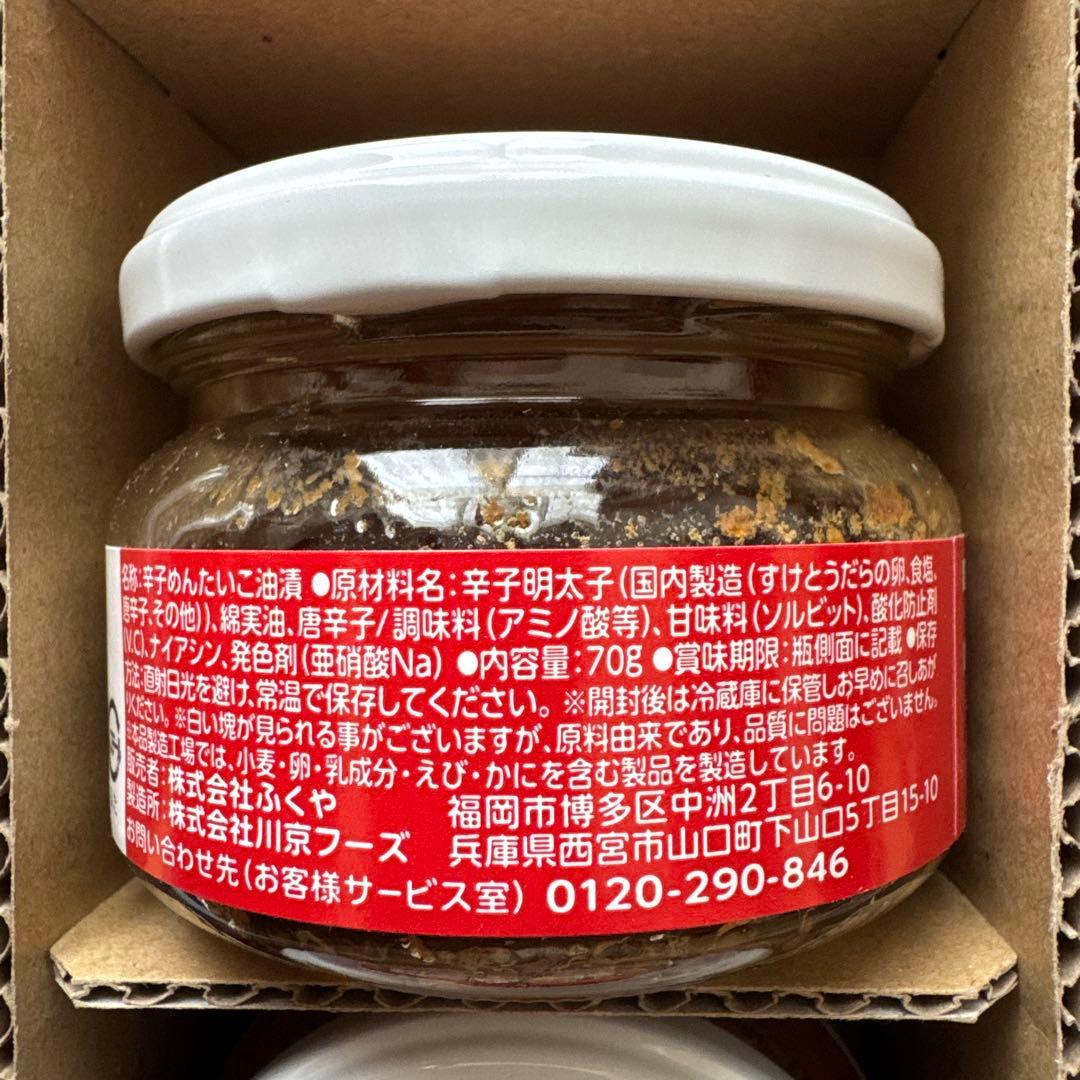 名称:辛子めんたいこ油漬 ●原材料名:辛子明太子(国内製造(すけとうだらの卵、食塩、
唐辛子、その他))、綿実油、唐辛子/調味料(アミノ酸等)、甘味料(ソルビット)、酸化防止剤
(V.C)、ナイアシン、発色剤(亜硝酸Na) ●内容量:70g ●賞味期限:瓶側面に記載 ●保存
方法:直射日光を避け、常温で保存してください。※開封後は冷蔵庫に保管しお早めに召しあが
りください。※白い塊が見られる事がございますが、原料由来であり、品質に問題はございません。
※本品製造工場では、小麦・卵・乳成分・えび・かにを含む製品を製造しています。
販売者:株式会社ふくや 福岡市博多区中洲2丁目6-10
製造所:株式会社川京フーズ 兵庫県西宮市山口町下山口5丁目15-10
お問い合わせ先(お客様サービス室) 0120-290-846